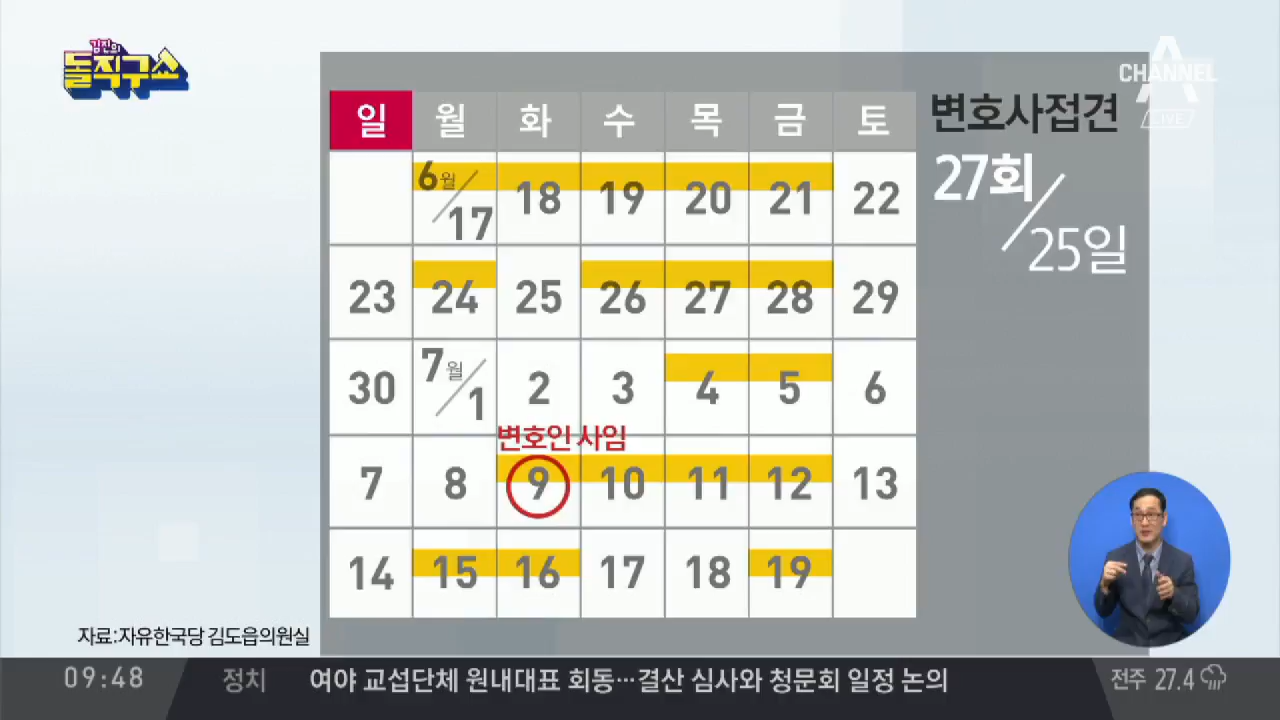 김진의
돌직구쇼
CHANNEL A
LIVE
변호사접견
27회/25일
일 월 화 수 목 금 토
6월/17 18 19 20 21 22
23 24 25 26 27 28 29
30 7월/1 2 3 4 5 6
변호인 사임
7 8 9 10 11 12 13
14 15 16 17 18 19
자료:자유한국당 김도읍의원실
09:48 정치 여야 교섭단체 원내대표 회동…결산 심사와 청문회 일정 논의 전주 27.4